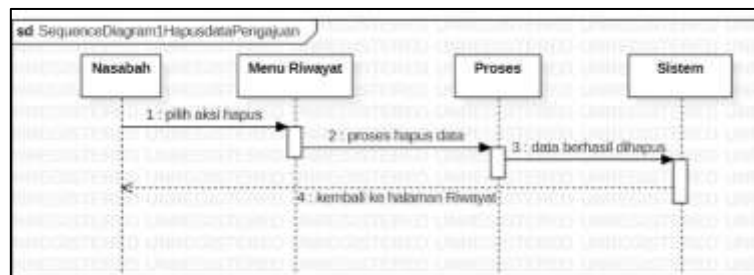 sd SequenceDiagram1HapusdataPengajuan
Nasabah
Menu Riwayat
Proses
Sistem
1 : pilih aksi hapus
2 : proses hapus data
3 : data berhasil dihapus
4 : kembali ke halaman Riwayat